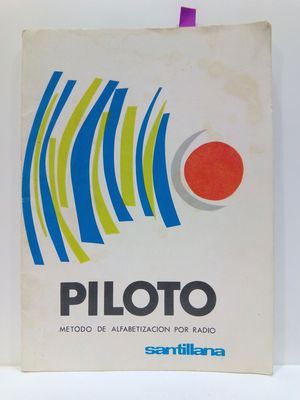 PILOTO
METODO DE ALFABETIZACION POR RADIO
santillana